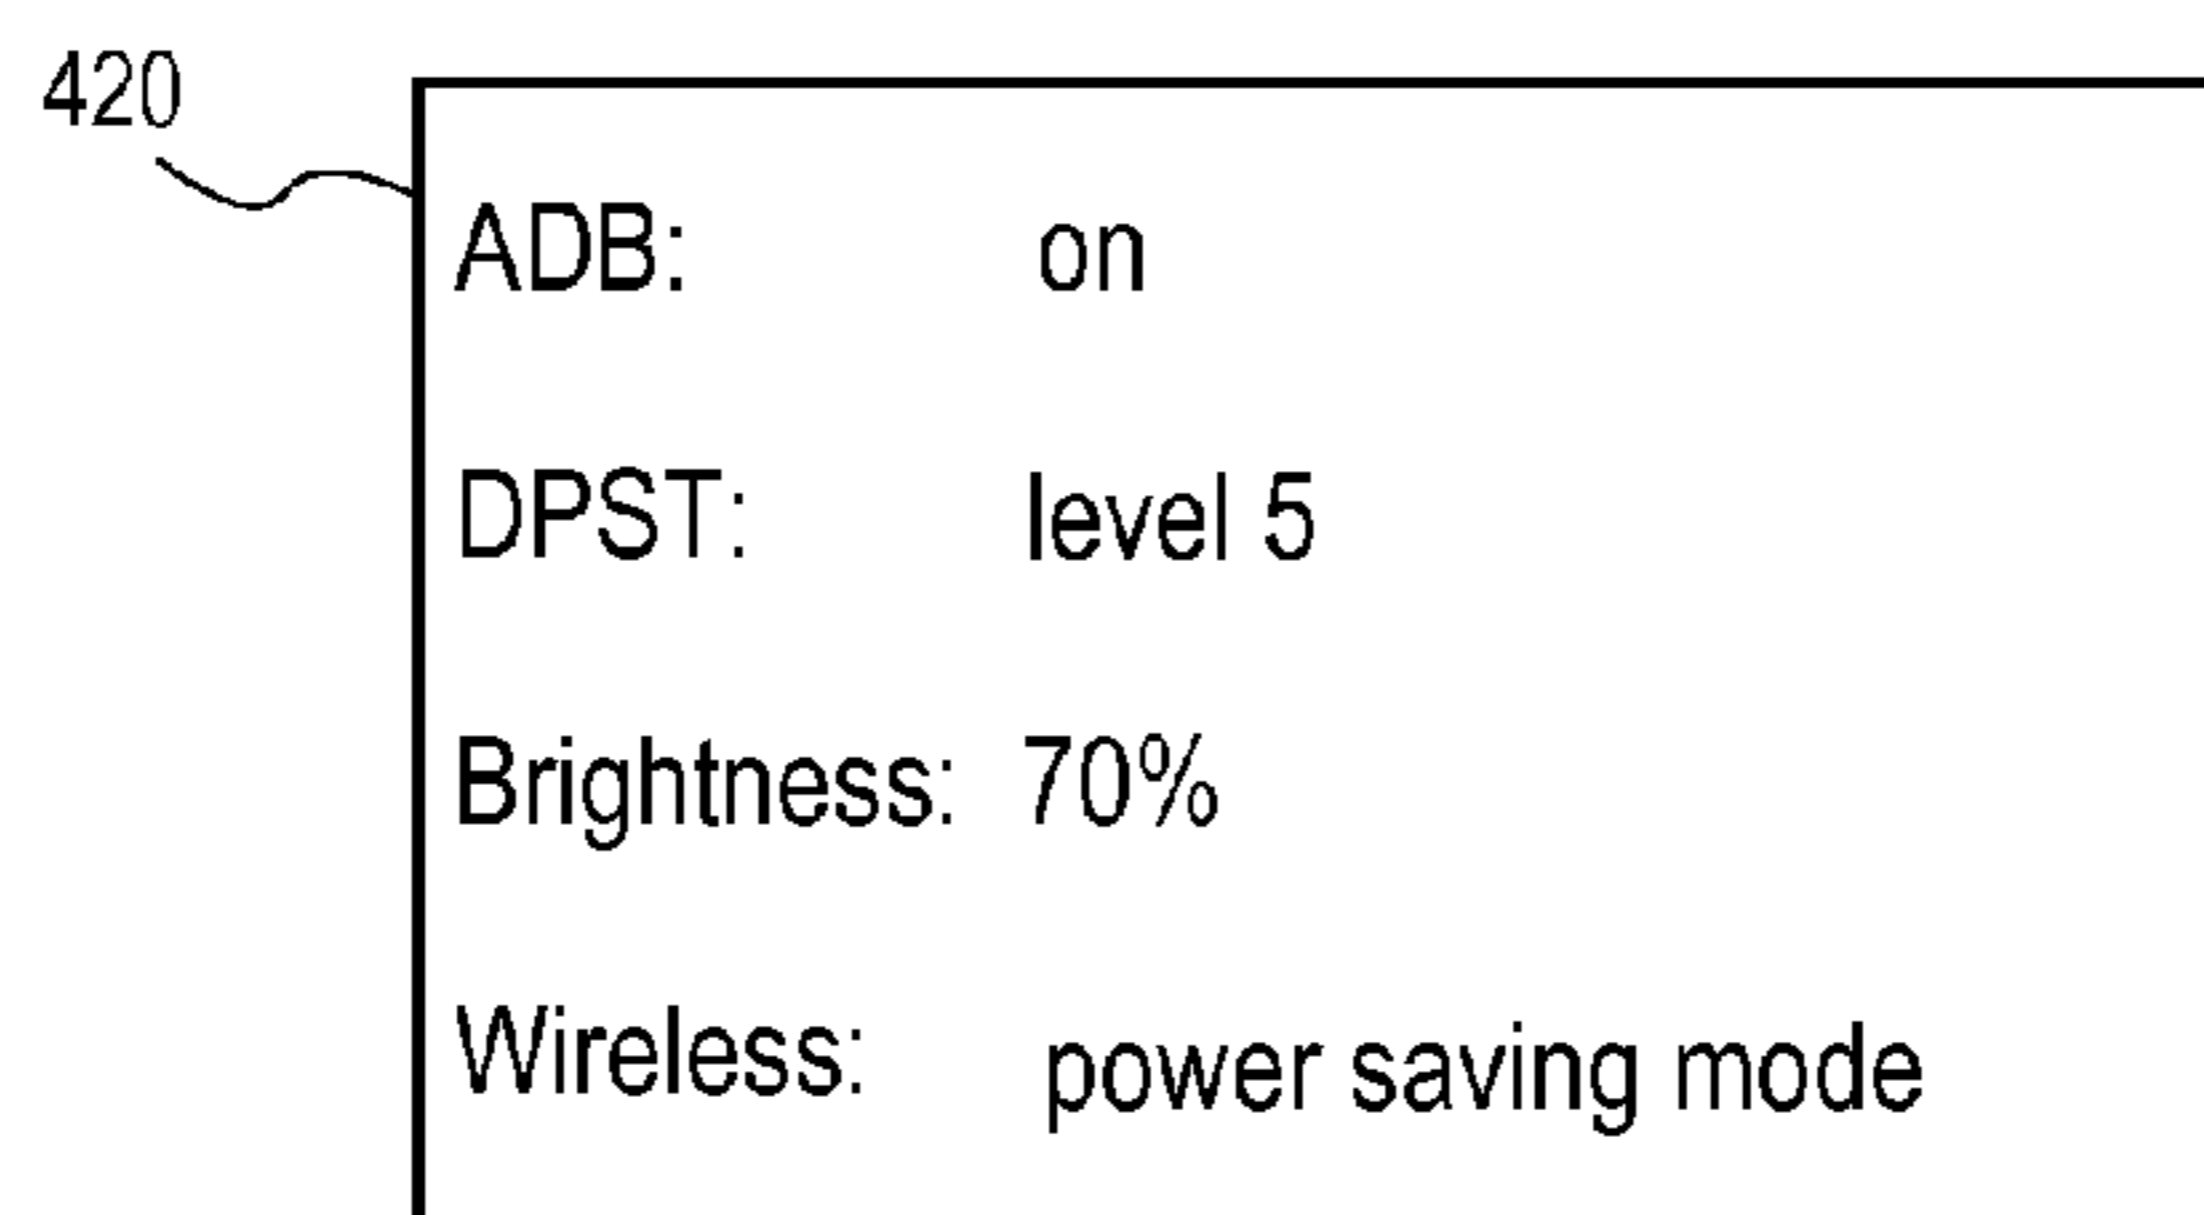 420
ADB: on
DPST: level 5
Brightness: 70%
Wireless: power saving mode